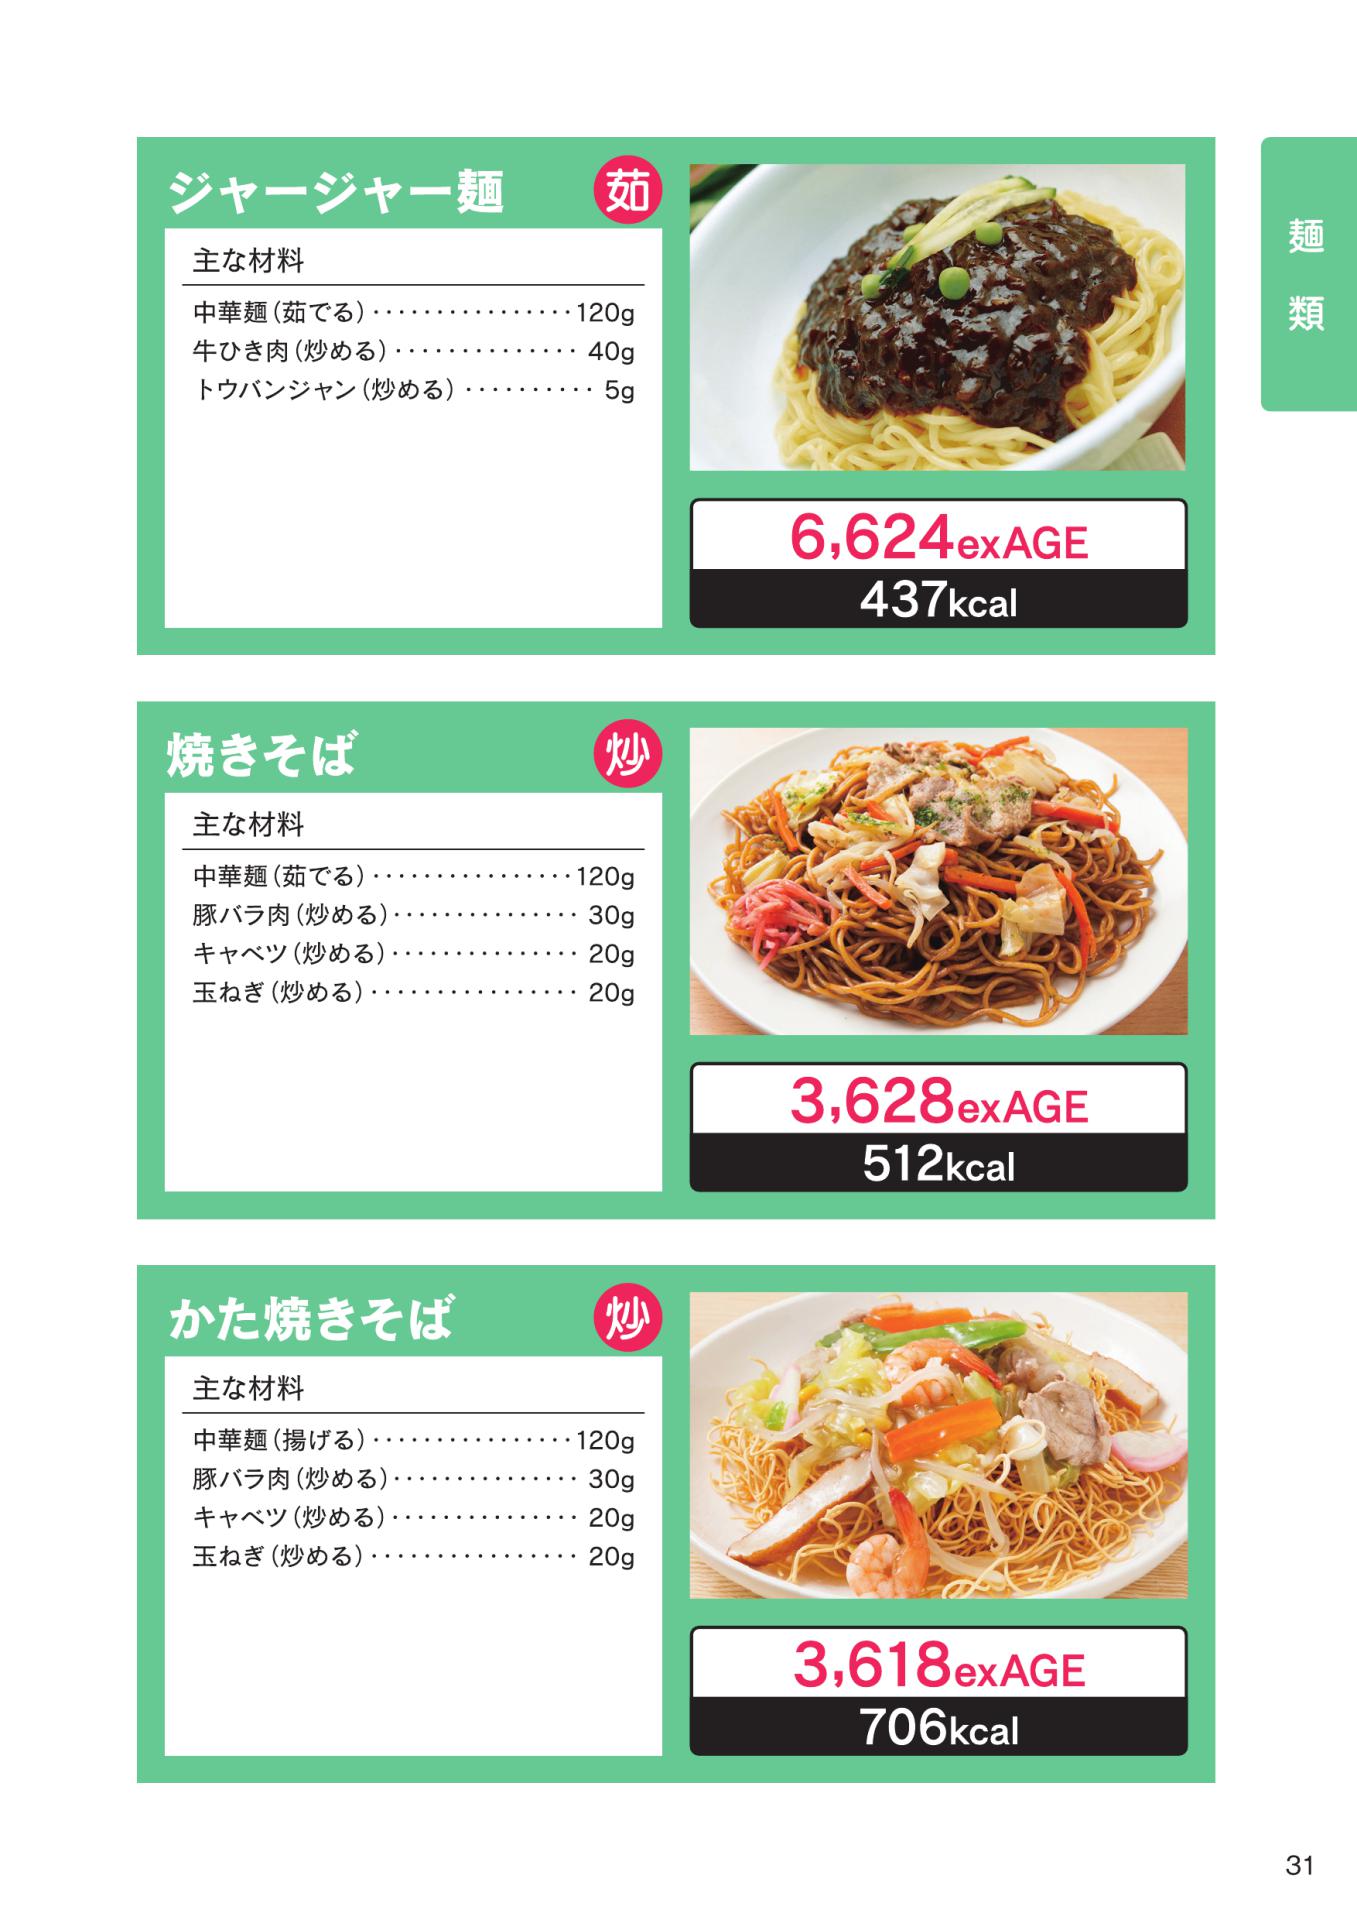 ジャージャー麺
茹
主な材料
中華麺（茹でる）················120g
牛ひき肉（炒める）·············· 40g
トウバンジャン（炒める）·········· 5g
6,624exAGE
437kcal
麺類
焼きそば
炒
主な材料
中華麺（茹でる）················120g
豚バラ肉（炒める）·············· 30g
キャベツ（炒める）·············· 20g
玉ねぎ（炒める）················ 20g
3,628exAGE
512kcal
かた焼きそば
炒
主な材料
中華麺（揚げる）················120g
豚バラ肉（炒める）·············· 30g
キャベツ（炒める）·············· 20g
玉ねぎ（炒める）················ 20g
3,618exAGE
706kcal
31